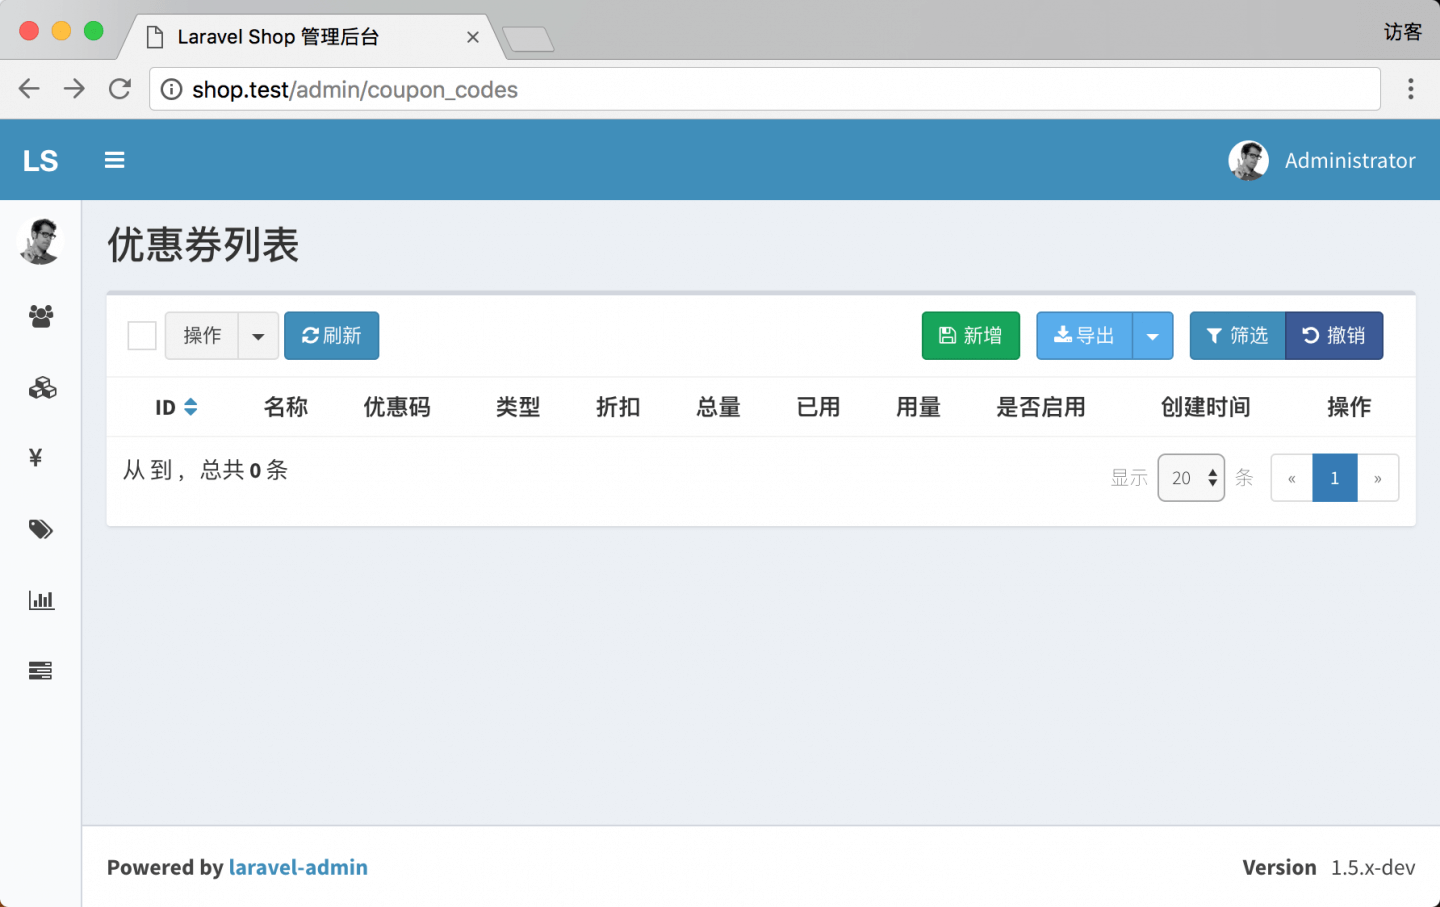 Laravel Shop 管理后台
访客
shop.test/admin/coupon_codes
LS
Administrator
优惠券列表
操作 刷新 新增 导出 筛选 撤销
ID 名称 优惠码 类型 折扣 总量 已用 用量 是否启用 创建时间 操作
从 到 ，总共 0 条 显示 20 条 « 1 »
¥
Powered by laravel-admin Version 1.5.x-dev